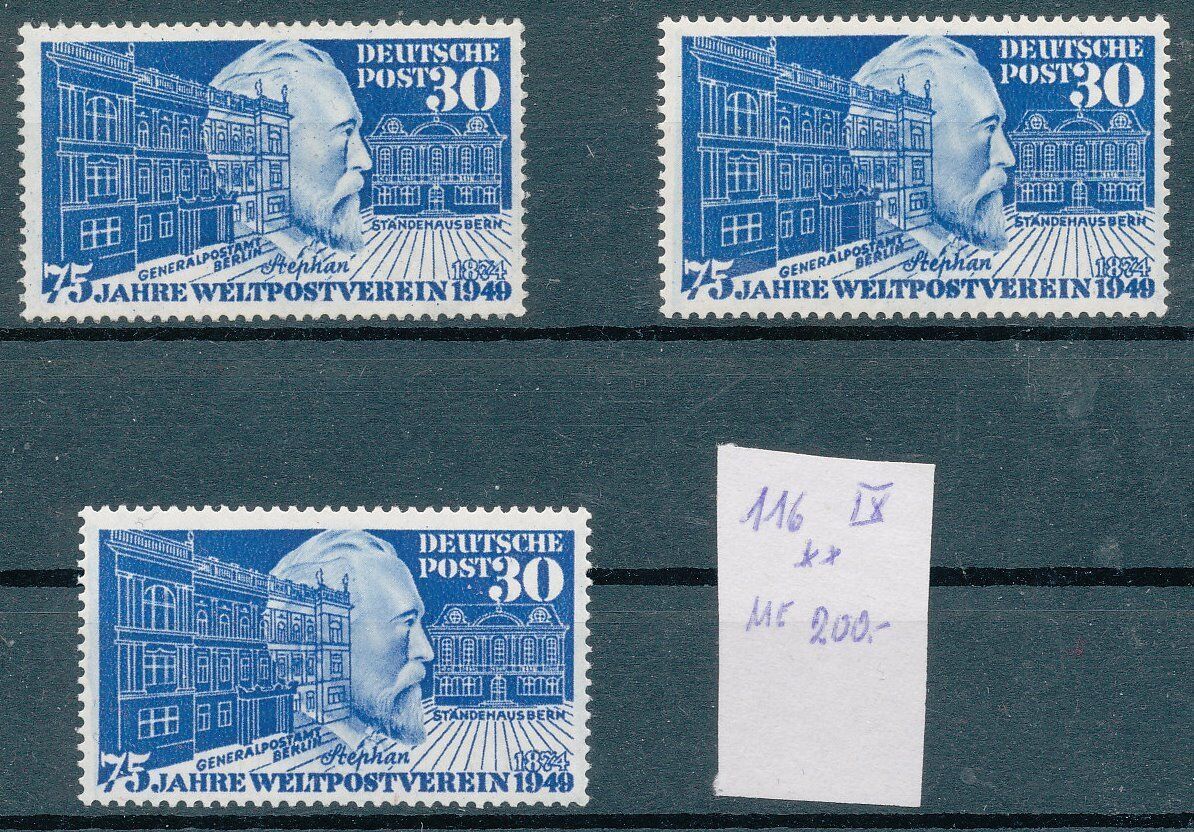 DEUTSCHE
POST 30
STÄNDEHAUS BERN
GENERALPOSTAMT
BERLIN
Stephan
1874
75 JAHRE WELTPOSTVEREIN 1949
DEUTSCHE
POST 30
STÄNDEHAUS BERN
GENERALPOSTAMT
BERLIN
Stephan
1874
75 JAHRE WELTPOSTVEREIN 1949
DEUTSCHE
POST 30
STÄNDEHAUS BERN
GENERALPOSTAMT
BERLIN
Stephan
1874
75 JAHRE WELTPOSTVEREIN 1949
116 IX
**
ME 200.-